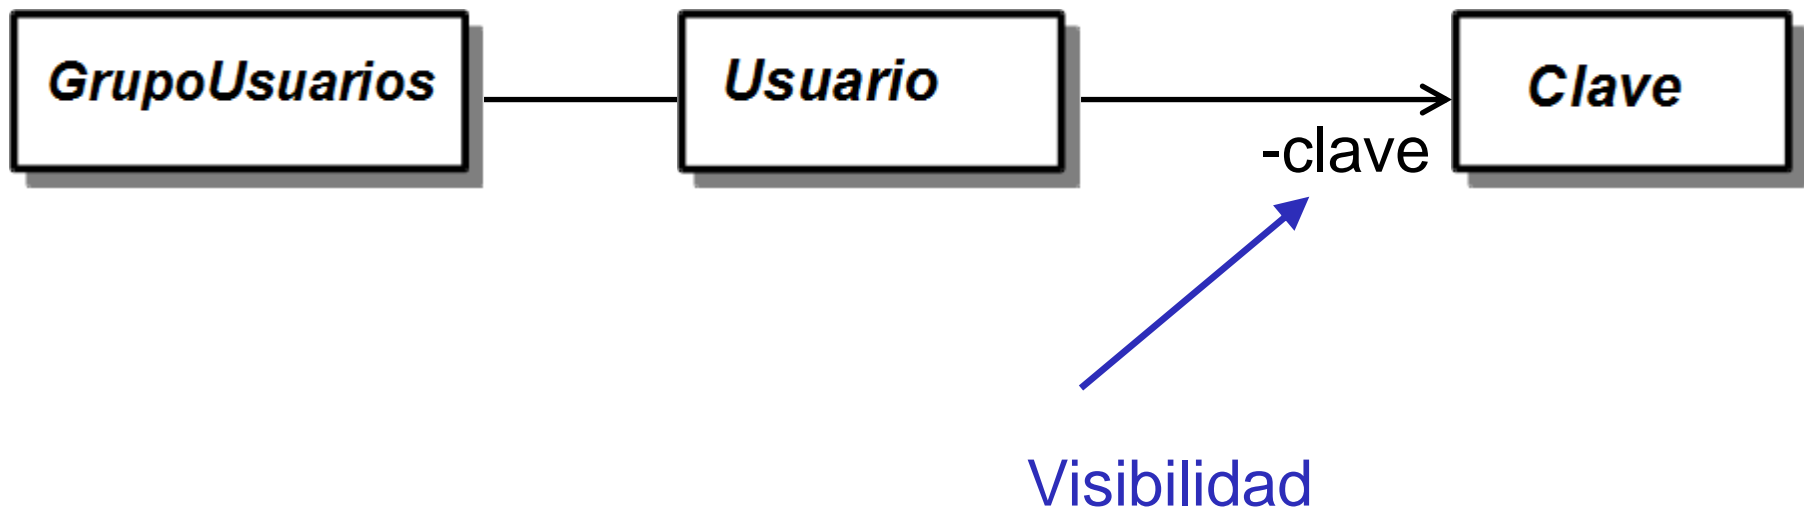 GrupoUsuarios
Usuario
Clave
-clave
Visibilidad